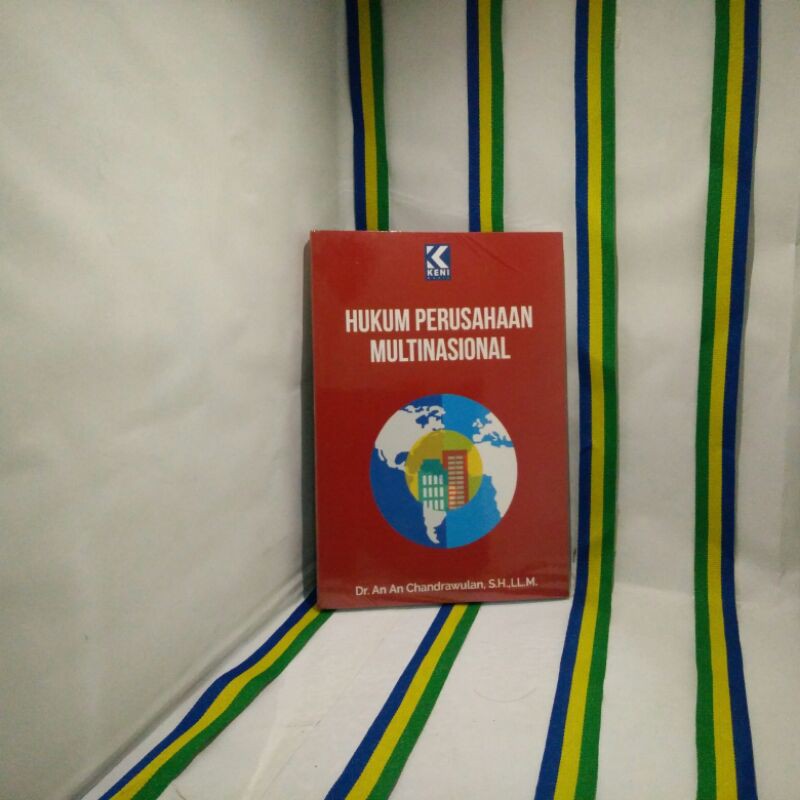 KENI
HUKUM PERUSAHAAN
MULTINASIONAL
Dr. An An Chandrawulan, S.H.,LL.M.